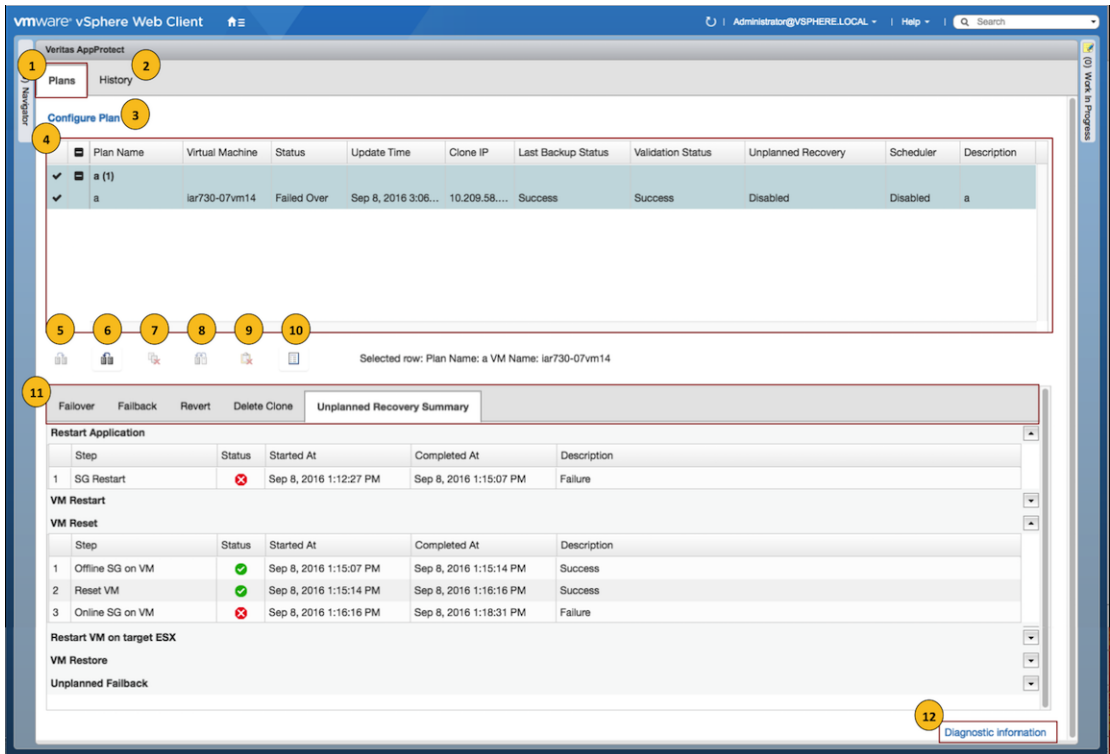 vmware® vSphere Web Client
Administrator@VSPHERE.LOCAL
Help
Search
Veritas AppProtect
1
2
Plans
History
Navigator
(0) Work In Progress
Configure Plan
3
4
Plan Name Virtual Machine Status Update Time Clone IP Last Backup Status Validation Status Unplanned Recovery Scheduler Description
a (1)
a iar730-07vm14 Failed Over Sep 8, 2016 3:06... 10.209.58.... Success Success Disabled Disabled a
5 6 7 8 9 10
Selected row: Plan Name: a VM Name: iar730-07vm14
11
Failover Failback Revert Delete Clone Unplanned Recovery Summary
Restart Application
Step Status Started At Completed At Description
1 SG Restart Sep 8, 2016 1:12:27 PM Sep 8, 2016 1:15:07 PM Failure
VM Restart
VM Reset
Step Status Started At Completed At Description
1 Offline SG on VM Sep 8, 2016 1:15:07 PM Sep 8, 2016 1:15:14 PM Success
2 Reset VM Sep 8, 2016 1:15:14 PM Sep 8, 2016 1:16:16 PM Success
3 Online SG on VM Sep 8, 2016 1:16:16 PM Sep 8, 2016 1:18:31 PM Failure
Restart VM on target ESX
VM Restore
Unplanned Failback
12
Diagnostic information